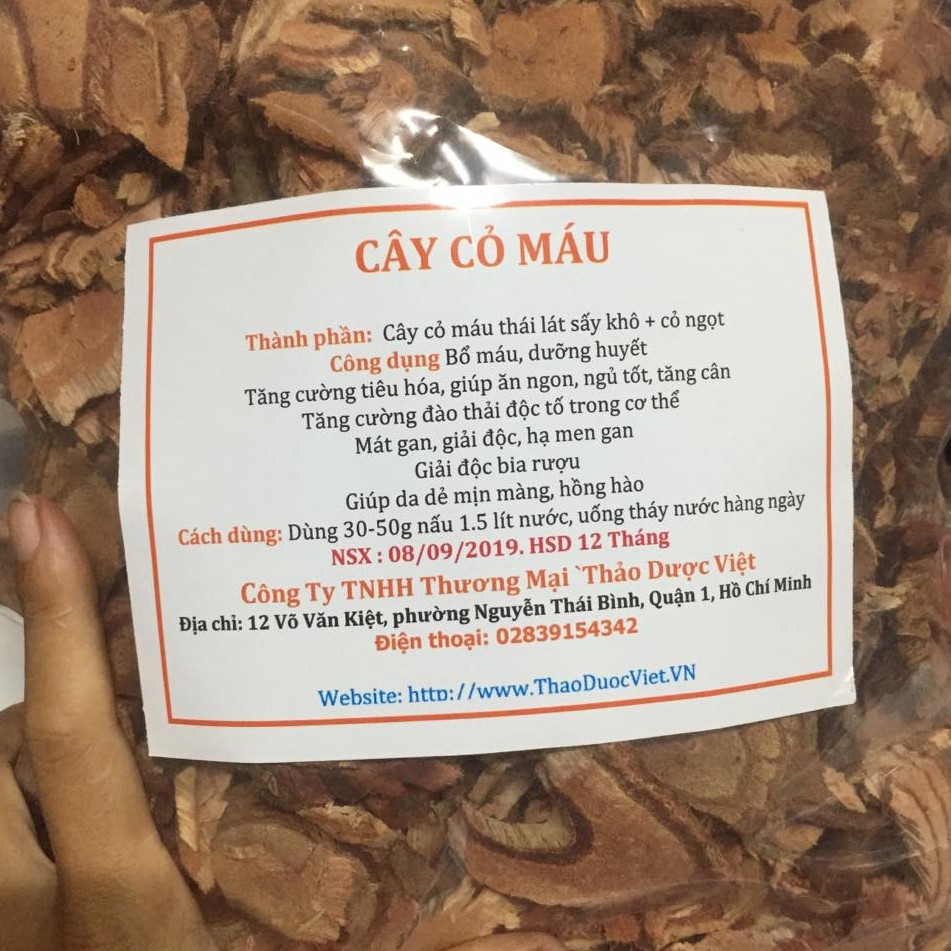 CÂY CỎ MÁU
Thành phần: Cây cỏ máu thái lát sấy khô + cỏ ngọt
Công dụng Bổ máu, dưỡng huyết
Tăng cường tiêu hóa, giúp ăn ngon, ngủ tốt, tăng cân
Tăng cường đào thải độc tố trong cơ thể
Mát gan, giải độc, hạ men gan
Giải độc bia rượu
Giúp da dẻ mịn màng, hồng hào
Cách dùng: Dùng 30-50g nấu 1.5 lít nước, uống tháy nước hàng ngày
NSX : 08/09/2019. HSD 12 Tháng
Công Ty TNHH Thương Mại `Thảo Dược Việt
Địa chỉ: 12 Võ Văn Kiệt, phường Nguyễn Thái Bình, Quận 1, Hồ Chí Minh
Điện thoại: 02839154342
Website: http://www.ThaoDuocViet.VN